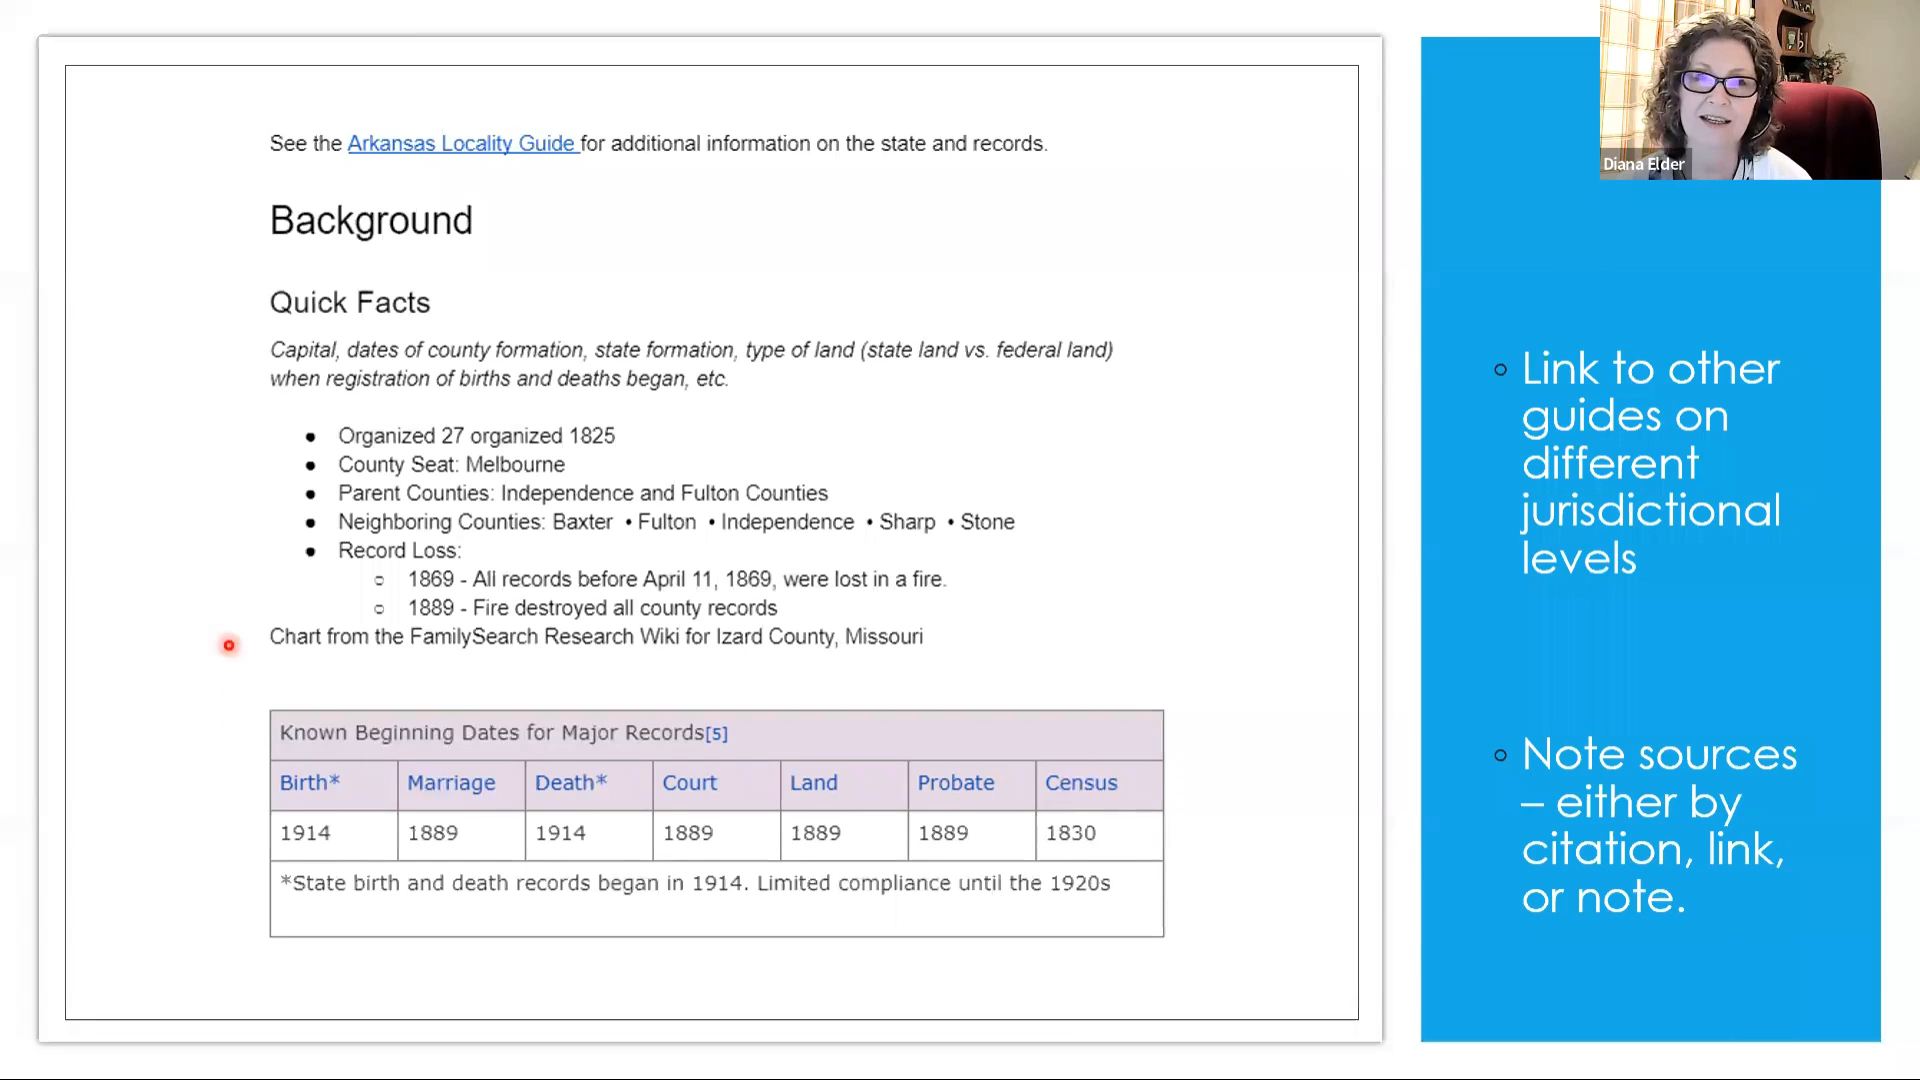 See the Arkansas Locality Guide for additional information on the state and records.
Background
Quick Facts
Capital, dates of county formation, state formation, type of land (state land vs. federal land)
when registration of births and deaths began, etc.
● Organized 27 organized 1825
● County Seat: Melbourne
● Parent Counties: Independence and Fulton Counties
● Neighboring Counties: Baxter • Fulton • Independence • Sharp • Stone
● Record Loss:
○ 1869 - All records before April 11, 1869, were lost in a fire.
○ 1889 - Fire destroyed all county records
Chart from the FamilySearch Research Wiki for Izard County, Missouri
Known Beginning Dates for Major Records[5]
Birth* Marriage Death* Court Land Probate Census
1914 1889 1914 1889 1889 1889 1830
*State birth and death records began in 1914. Limited compliance until the 1920s
Diana Elder
◦ Link to other
guides on
different
jurisdictional
levels
◦ Note sources
– either by
citation, link,
or note.